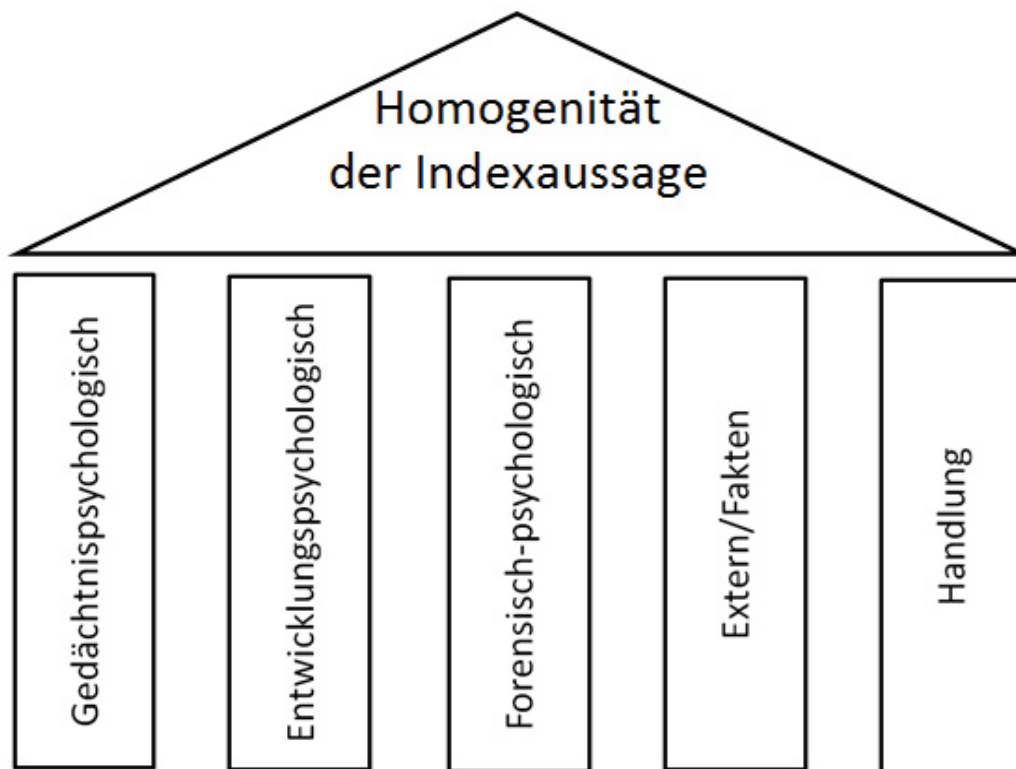 Homogenität
der Indexaussage
Gedächtnispsychologisch
Entwicklungspsychologisch
Forensisch-psychologisch
Extern/Fakten
Handlung